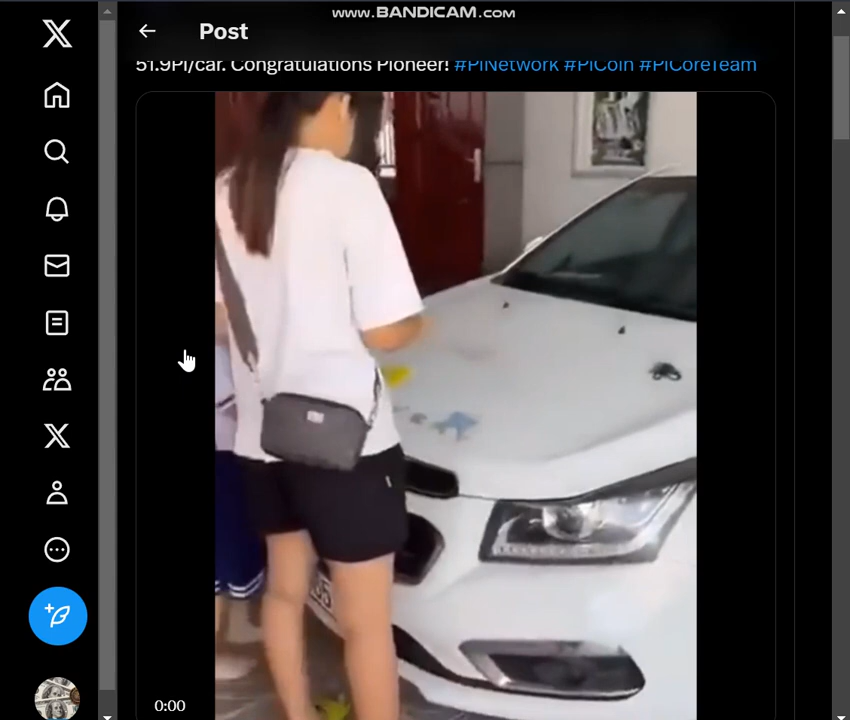 www.BANDICAM.com
Post
51.9Pi/car. Congratulations Pioneer! #PiNetwork #PiCoin #PiCoreTeam
0:00